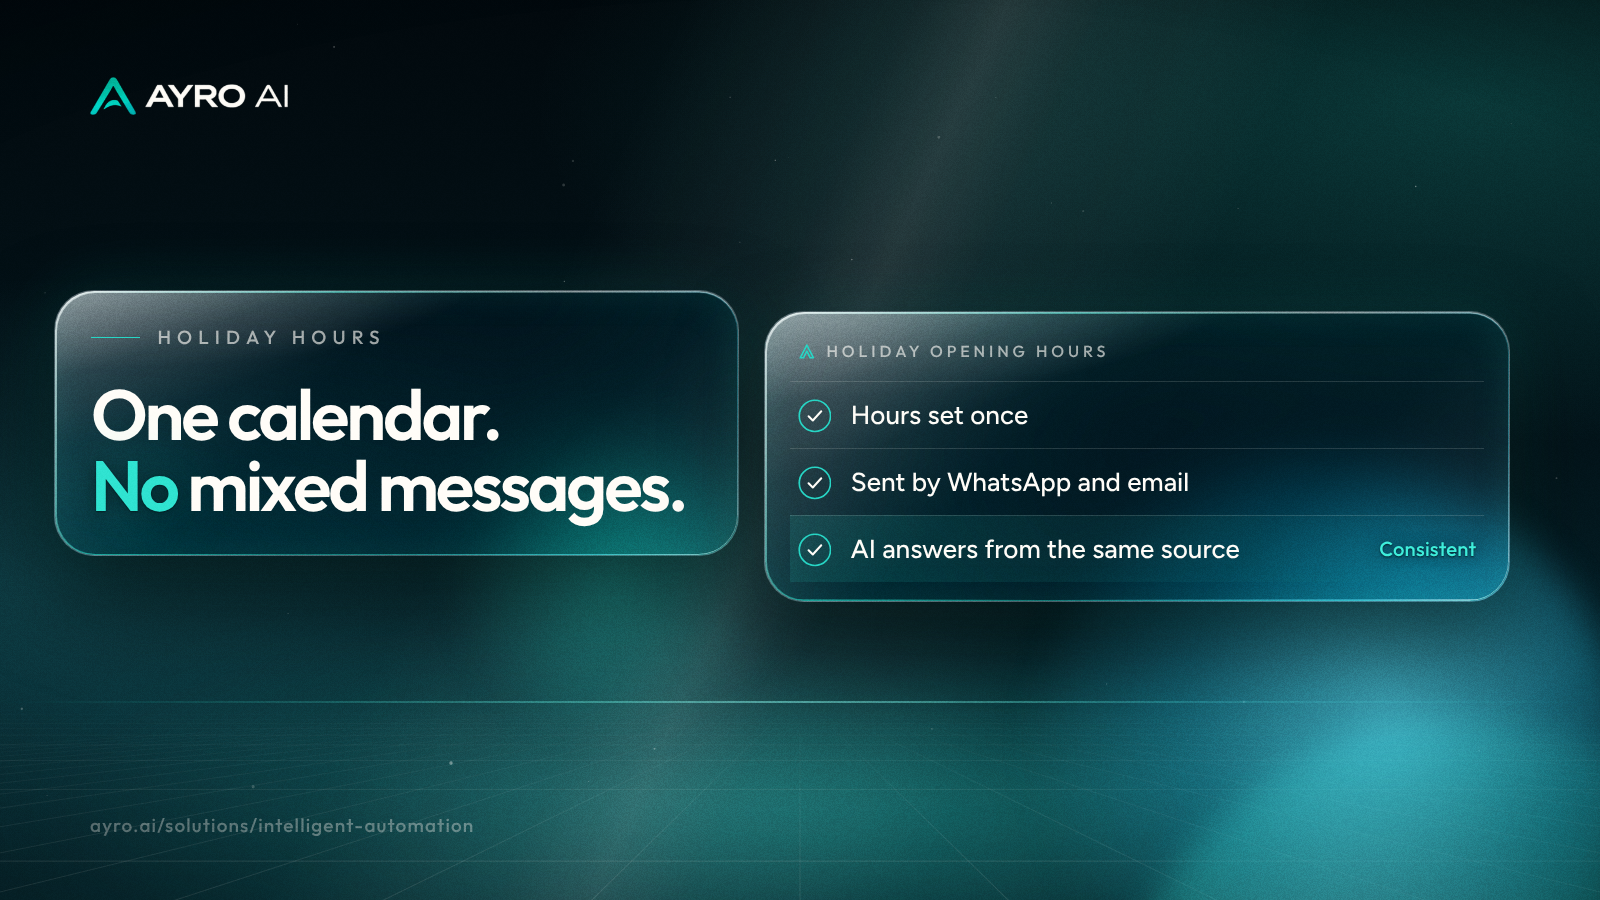 AYRO AI
HOLIDAY HOURS
One calendar.
No mixed messages.
HOLIDAY OPENING HOURS
Hours set once
Sent by WhatsApp and email
AI answers from the same source
Consistent
ayro.ai/solutions/intelligent-automation